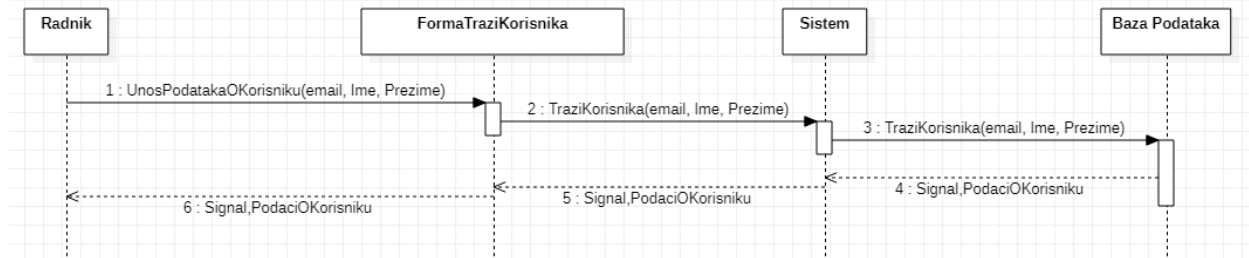 Radnik
FormaTraziKorisnika
Sistem
Baza Podataka
1 : UnosPodatakaOKorisniku(email, Ime, Prezime)
2 : TraziKorisnika(email, Ime, Prezime)
3 : TraziKorisnika(email, Ime, Prezime)
4 : Signal,PodaciOKorisniku
5 : Signal,PodaciOKorisniku
6 : Signal,PodaciOKorisniku